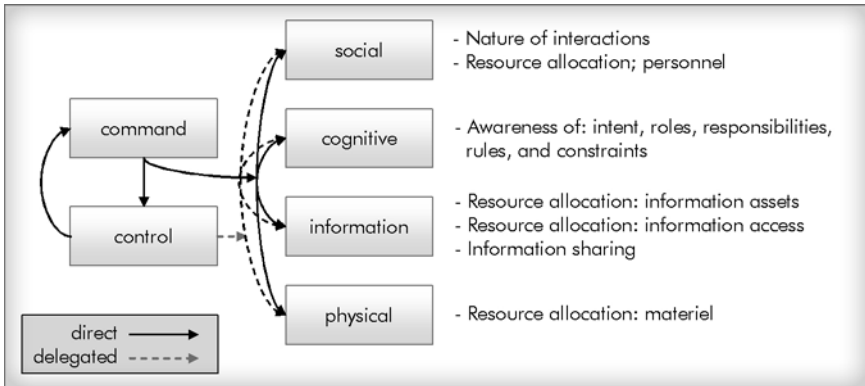 social
- Nature of interactions
- Resource allocation; personnel
command
cognitive
- Awareness of: intent, roles, responsibilities,
rules, and constraints
control
information
- Resource allocation: information assets
- Resource allocation: information access
- Information sharing
physical
- Resource allocation: materiel
direct
delegated